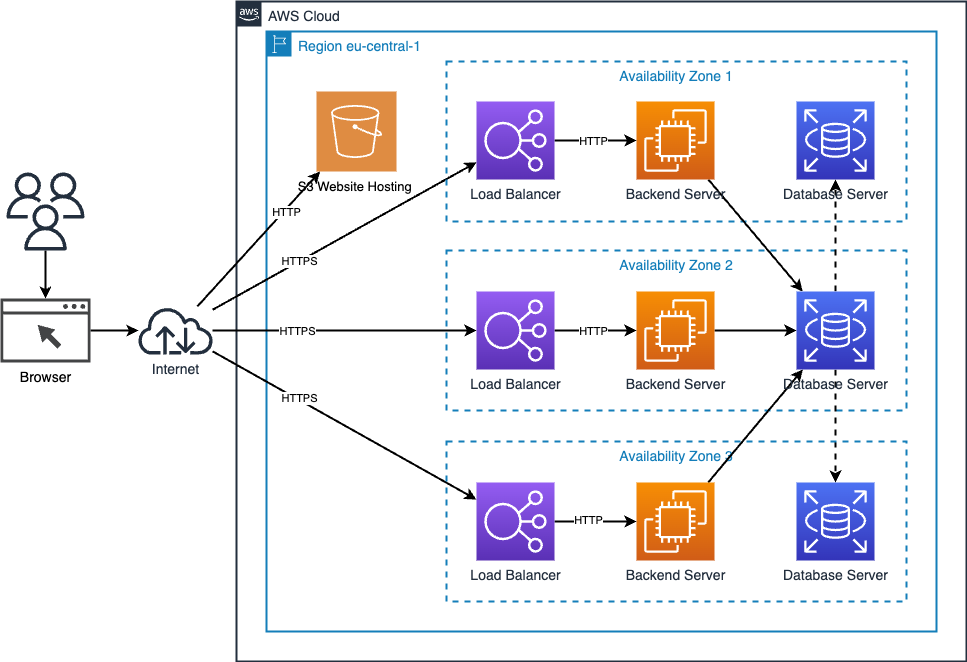 aws
AWS Cloud
Region eu-central-1
Availability Zone 1
HTTP
Load Balancer
Backend Server
Database Server
S3 Website Hosting
HTTP
HTTPS
Availability Zone 2
HTTPS
HTTP
Load Balancer
Backend Server
Database Server
Browser
Internet
HTTPS
Availability Zone 3
HTTP
Load Balancer
Backend Server
Database Server